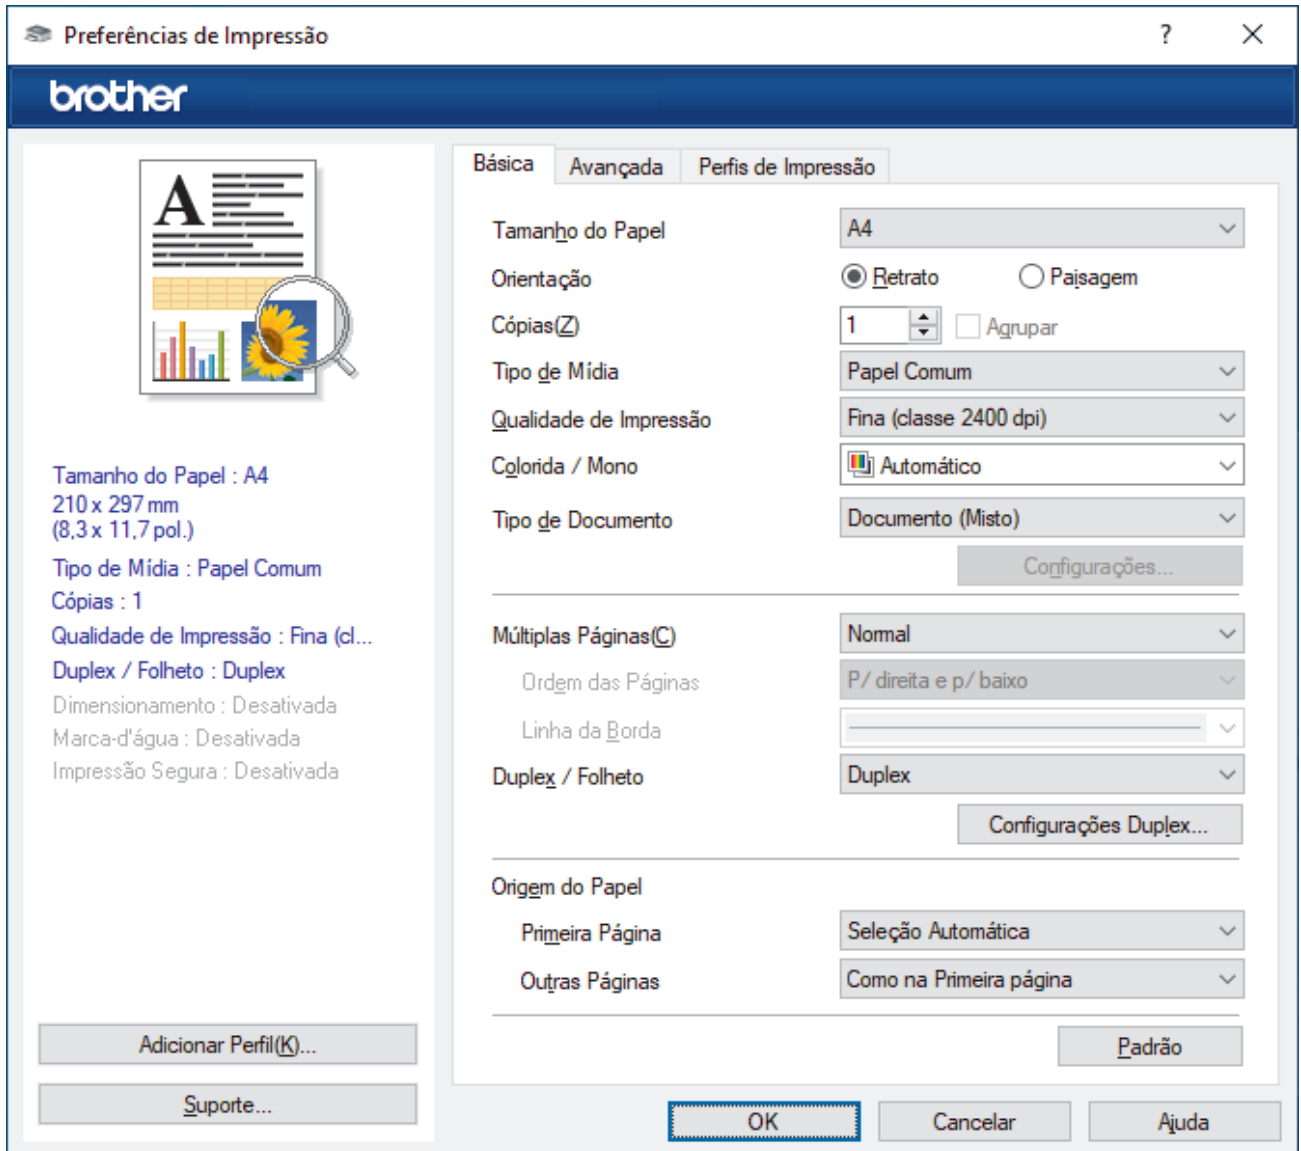 Preferências de Impressão
?
brother
A
Tamanho do Papel : A4
210 x 297 mm
(8,3 x 11,7 pol.)
Tipo de Mídia : Papel Comum
Cópias : 1
Qualidade de Impressão : Fina (cl...
Duplex / Folheto : Duplex
Dimensionamento : Desativada
Marca-d'água : Desativada
Impressão Segura : Desativada
Adicionar Perfil(K)...
Suporte...
Básica Avançada Perfis de Impressão
Tamanho do Papel A4
Orientação Retrato Paisagem
Cópias(Z) 1 Agrupar
Tipo de Mídia Papel Comum
Qualidade de Impressão Fina (classe 2400 dpi)
Colorida / Mono Automático
Tipo de Documento Documento (Misto)
Configurações...
Múltiplas Páginas(C) Normal
Ordem das Páginas P/ direita e p/ baixo
Linha da Borda
Duplex / Folheto Duplex
Configurações Duplex...
Origem do Papel
Primeira Página Seleção Automática
Outras Páginas Como na Primeira página
Padrão
OK Cancelar Ajuda